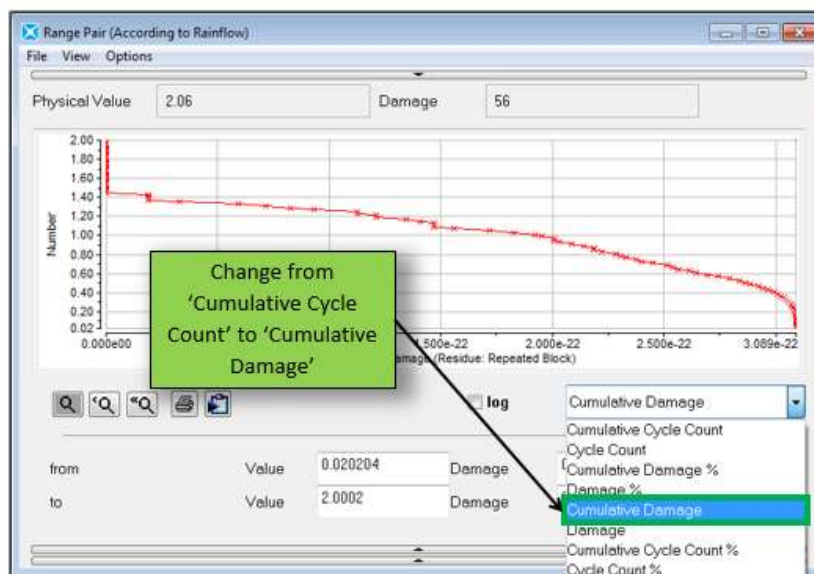 Range Pair (According to Rainflow)
File View Options
Physical Value 2.06 Damage 56
2.00
1.80
1.60
1.40
1.20
1.00
0.80
0.60
0.40
0.20
0.02
Number
0.000e00 .500e-22 2.000e-22 2.500e-22 3.089e-22
amage (Residue: Repeated Block)
Change from
‘Cumulative Cycle
Count’ to ‘Cumulative
Damage’
log Cumulative Damage
Cumulative Cycle Count
Cycle Count
Cumulative Damage %
Damage %
Cumulative Damage
Damage
Cumulative Cycle Count %
Cycle Count %
from Value 0.020204 Damage
to Value 2.0002 Damage